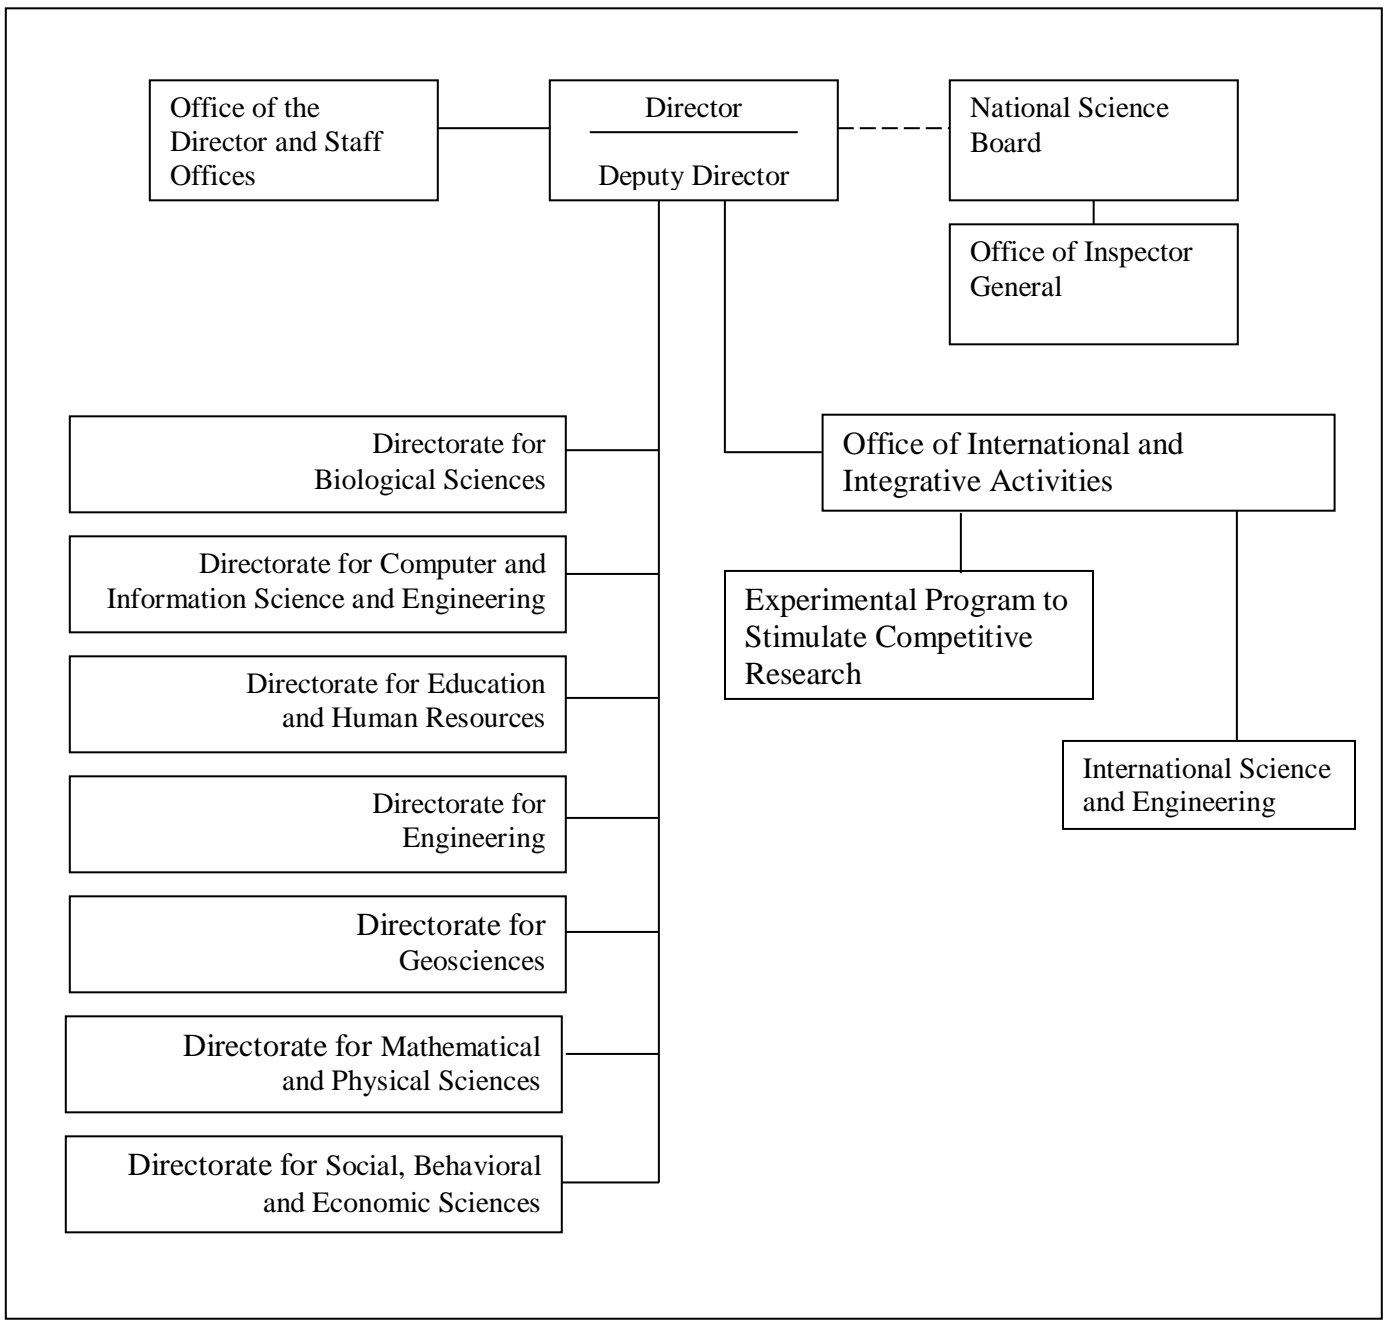 Office of the
Director and Staff
Offices
Director
Deputy Director
National Science
Board
Office of Inspector
General
Directorate for
Biological Sciences
Directorate for Computer and
Information Science and Engineering
Directorate for Education
and Human Resources
Directorate for
Engineering
Directorate for
Geosciences
Directorate for Mathematical
and Physical Sciences
Directorate for Social, Behavioral
and Economic Sciences
Office of International and
Integrative Activities
Experimental Program to
Stimulate Competitive
Research
International Science
and Engineering